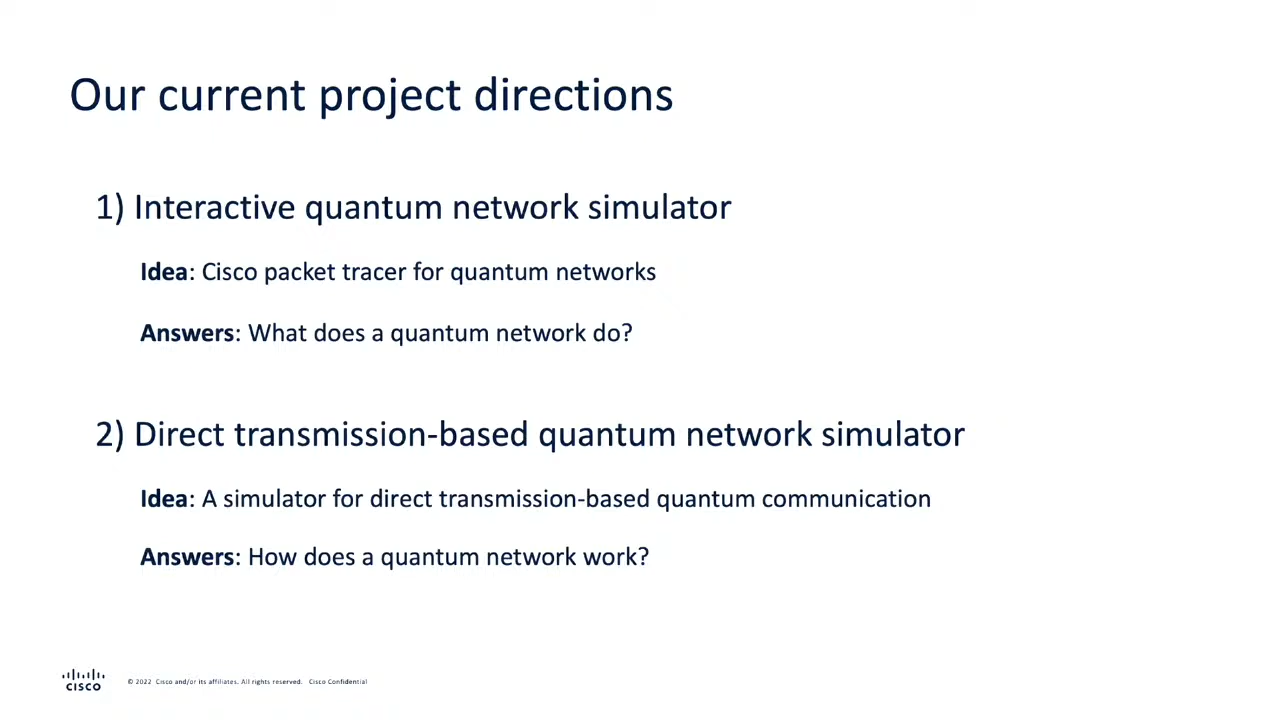 Our current project directions
1) Interactive quantum network simulator
Idea: Cisco packet tracer for quantum networks
Answers: What does a quantum network do?
2) Direct transmission-based quantum network simulator
Idea: A simulator for direct transmission-based quantum communication
Answers: How does a quantum network work?
CISCO
© 2022 Cisco and/or its affiliates. All rights reserved. Cisco Confidential